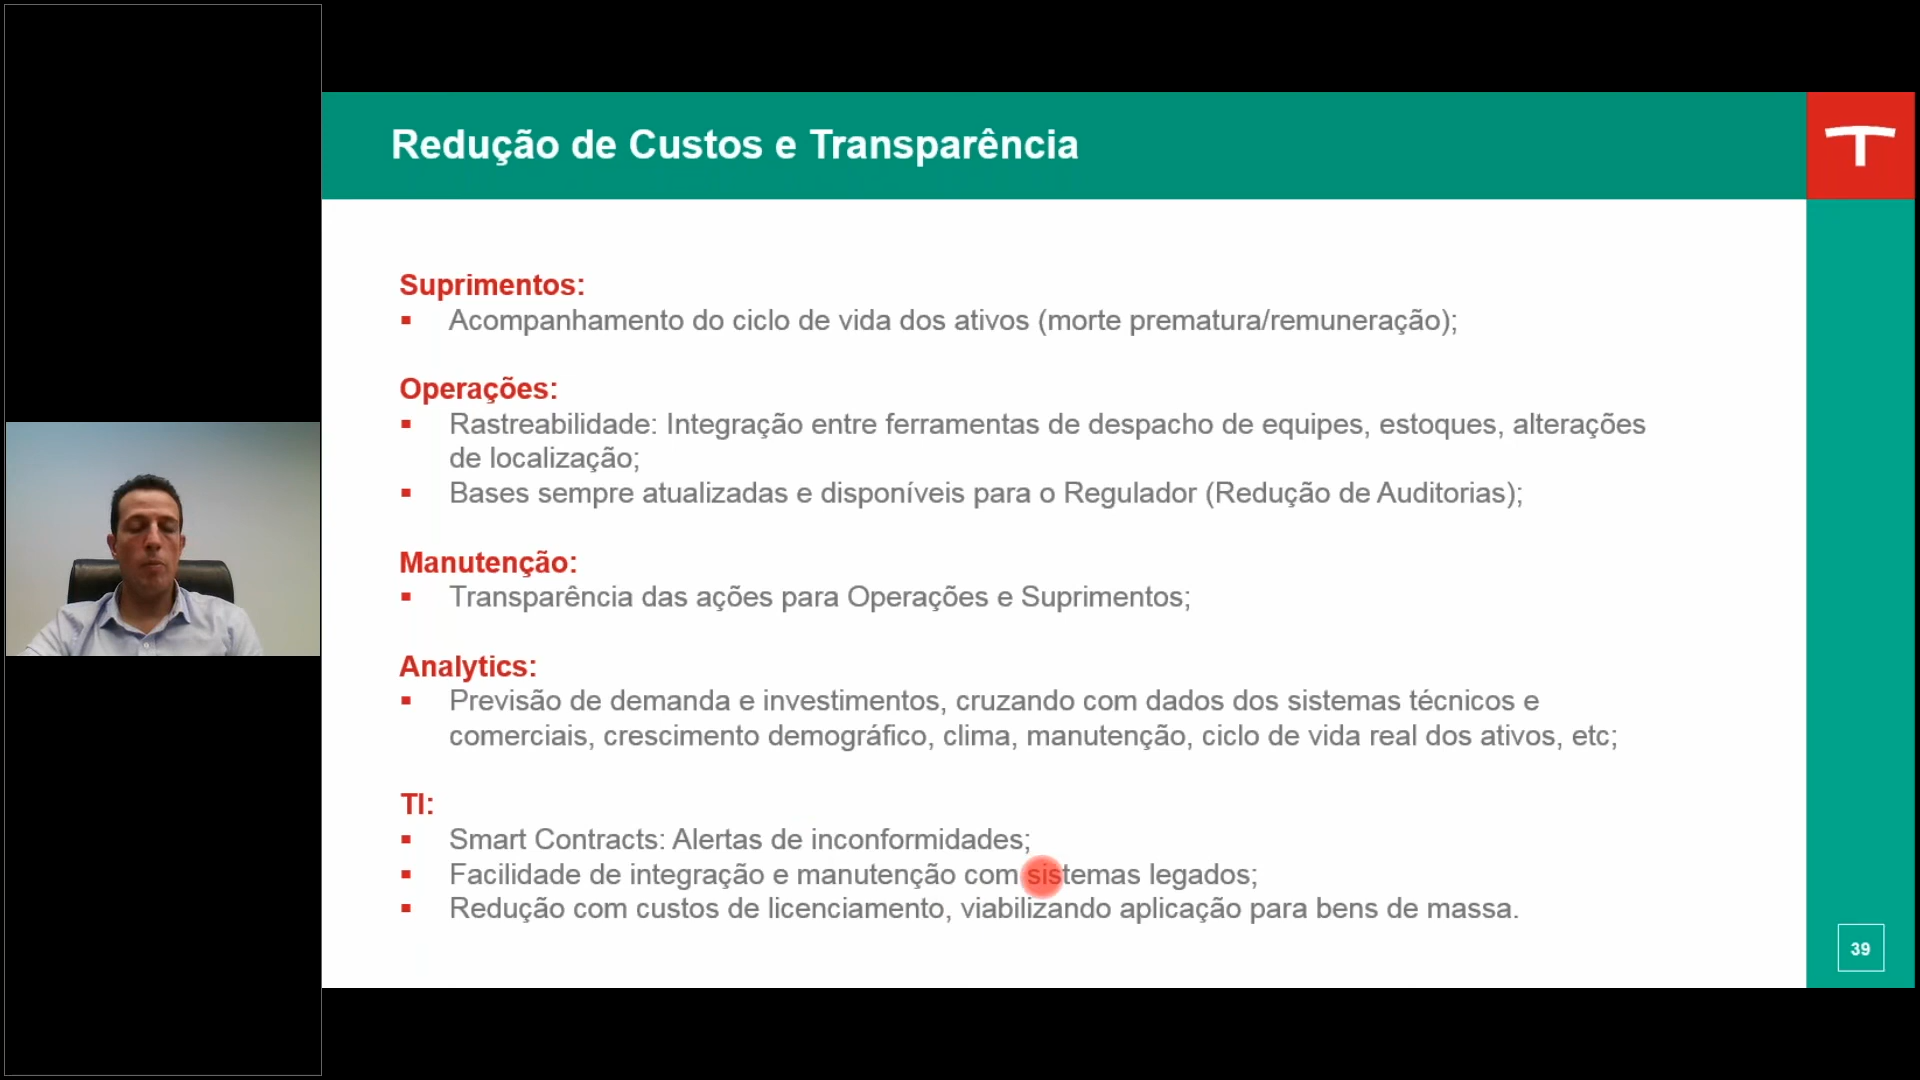 Redução de Custos e Transparência
Suprimentos:
▪ Acompanhamento do ciclo de vida dos ativos (morte prematura/remuneração);
Operações:
▪ Rastreabilidade: Integração entre ferramentas de despacho de equipes, estoques, alterações
de localização;
▪ Bases sempre atualizadas e disponíveis para o Regulador (Redução de Auditorias);
Manutenção:
▪ Transparência das ações para Operações e Suprimentos;
Analytics:
▪ Previsão de demanda e investimentos, cruzando com dados dos sistemas técnicos e
comerciais, crescimento demográfico, clima, manutenção, ciclo de vida real dos ativos, etc;
TI:
▪ Smart Contracts: Alertas de inconformidades;
▪ Facilidade de integração e manutenção com sistemas legados;
▪ Redução com custos de licenciamento, viabilizando aplicação para bens de massa.
39